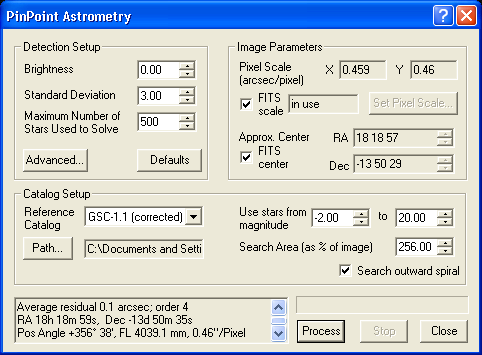 PinPoint Astrometry
Detection Setup
Brightness 0.00
Standard Deviation 3.00
Maximum Number of
Stars Used to Solve 500
Advanced... Defaults
Image Parameters
Pixel Scale
(arcsec/pixel) X 0.459 Y 0.46
FITS
scale in use Set Pixel Scale...
Approx. Center RA 18 18 57
FITS
center Dec -13 50 29
Catalog Setup
Reference
Catalog GSC-1.1 (corrected)
Path... C:\Documents and Setti
Use stars from
magnitude -2.00 to 20.00
Search Area (as % of image) 256.00
Search outward spiral
Average residual 0.1 arcsec; order 4
RA 18h 18m 59s, Dec -13d 50m 35s
Pos Angle +356° 38', FL 4039.1 mm, 0.46"/Pixel
Process Stop Close